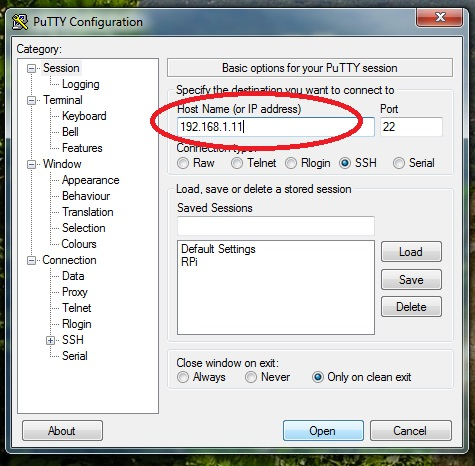 PuTTY Configuration
Category:
Session
Logging
Terminal
Keyboard
Bell
Features
Window
Appearance
Behaviour
Translation
Selection
Colours
Connection
Data
Proxy
Telnet
Rlogin
SSH
Serial
Basic options for your PuTTY session
Specify the destination you want to connect to
Host Name (or IP address) Port
192.168.1.11 22
Connection type:
Raw Telnet Rlogin SSH Serial
Load, save or delete a stored session
Saved Sessions
Default Settings
RPi
Load
Save
Delete
Close window on exit:
Always Never Only on clean exit
About Open Cancel